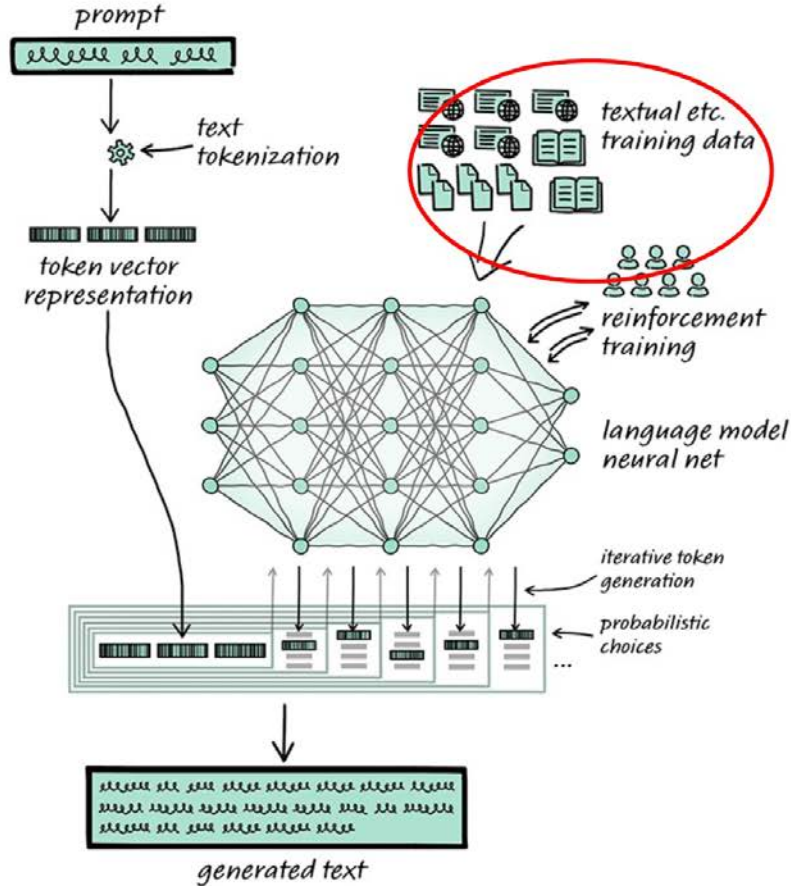 prompt
text
tokenization
token vector
representation
textual etc.
training data
reinforcement
training
language model
neural net
iterative token
generation
probabilistic
choices
...
generated text